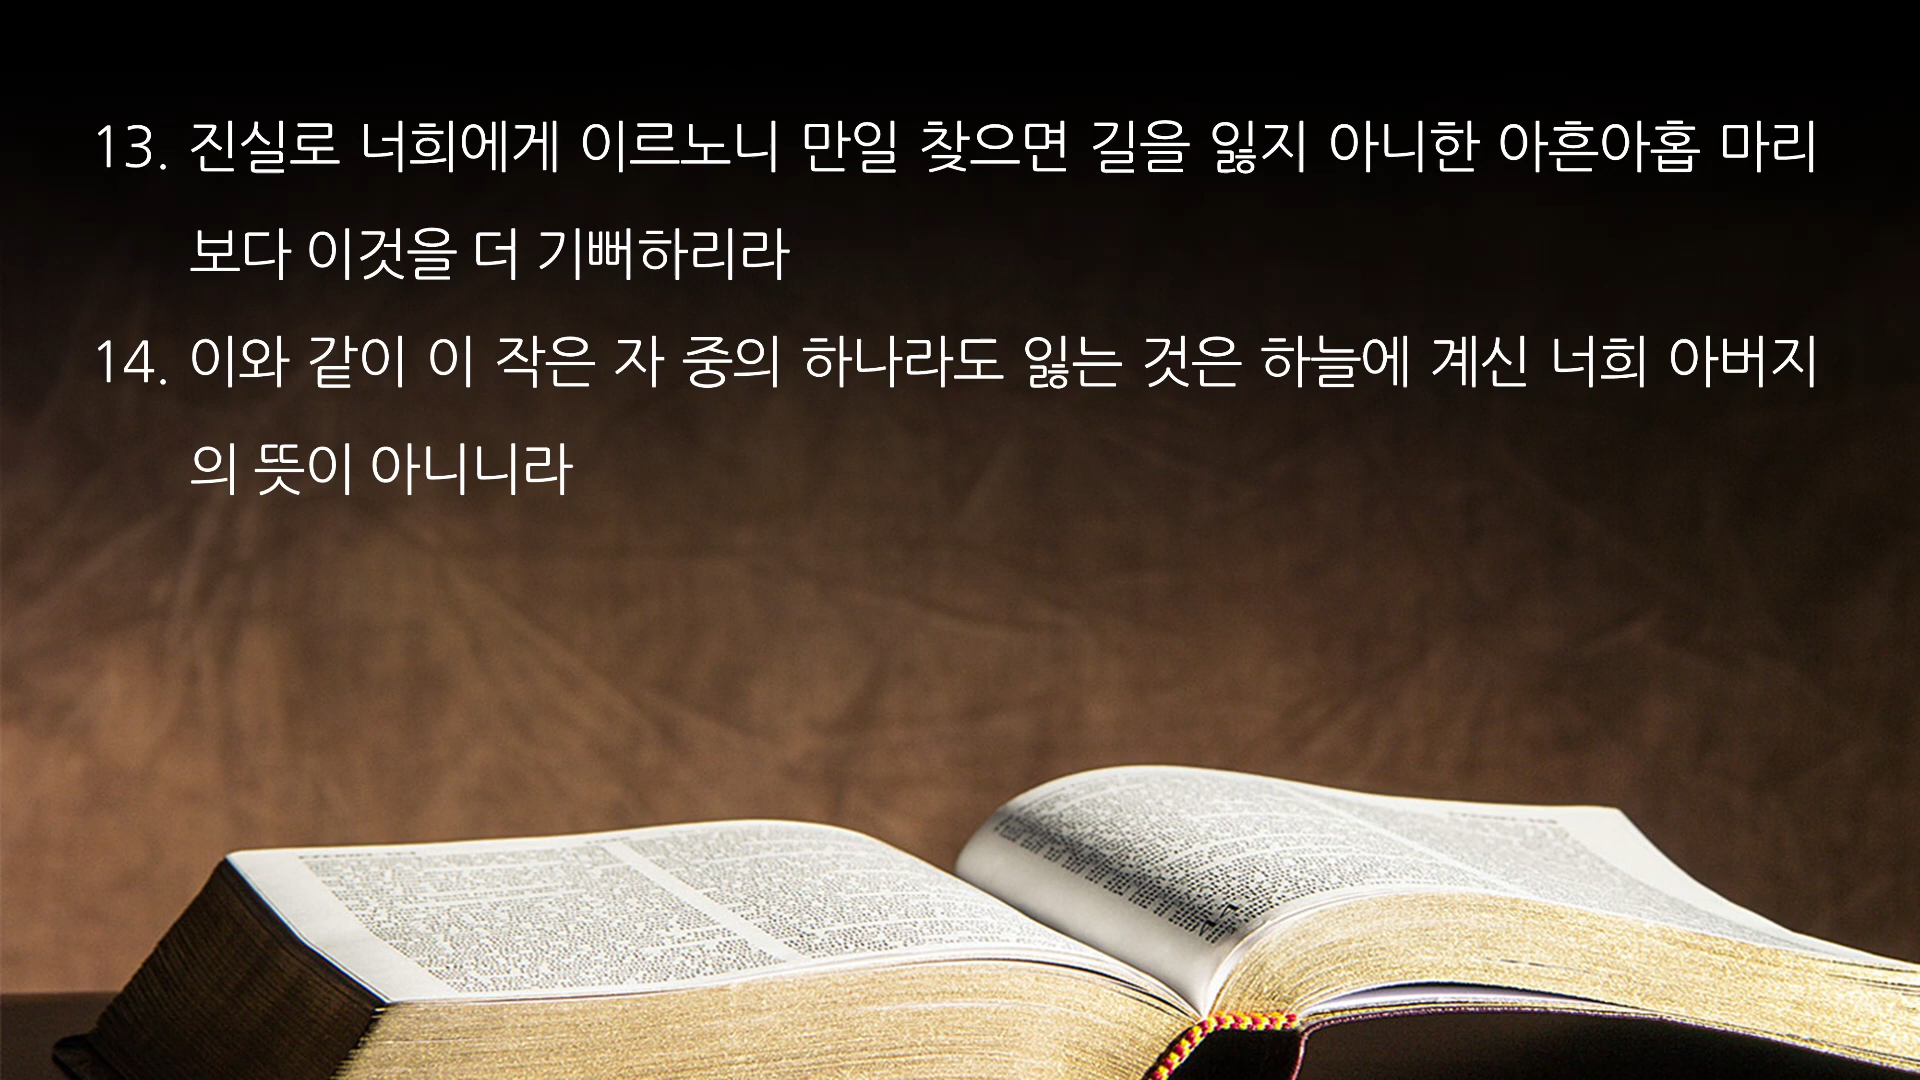 13. 진실로 너희에게 이르노니 만일 찾으면 길을 잃지 아니한 아흔아홉 마리
보다 이것을 더 기뻐하리라
14. 이와 같이 이 작은 자 중의 하나라도 잃는 것은 하늘에 계신 너희 아버지
의 뜻이 아니니라